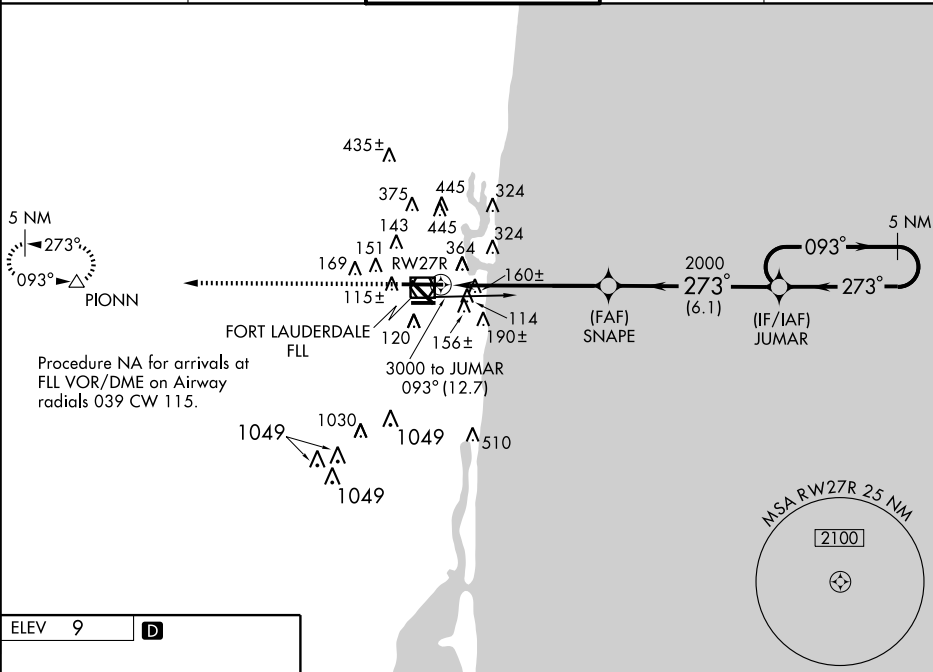 435±
375
445
324
5 NM
143
445
324
5 NM
273°
151
364
093°
169
RW27R
160±
2000
093°
PIONN
115±
273°
273°
(6.1)
FORT LAUDERDALE
FLL
120
156±
114
190±
(FAF)
SNAPE
(IF/IAF)
JUMAR
3000 to JUMAR
093° (12.7)
Procedure NA for arrivals at
FLL VOR/DME on Airway
radials 039 CW 115.
1030
1049
1049
510
1049
MSA RW27R 25 NM
2100
ELEV 9
D